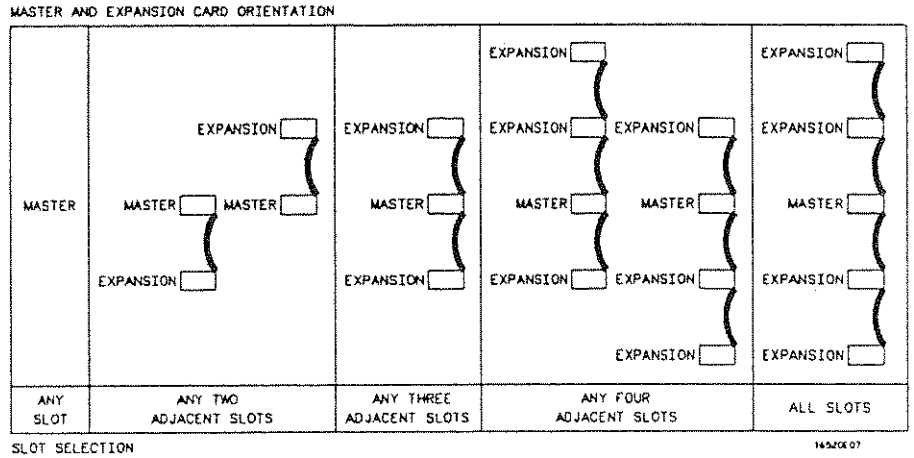 MASTER AND EXPANSION CARD ORIENTATION
EXPANSION
EXPANSION
EXPANSION
EXPANSION
EXPANSION
EXPANSION
EXPANSION
MASTER
MASTER
MASTER
MASTER
MASTER
MASTER
MASTER
EXPANSION
EXPANSION
EXPANSION
EXPANSION
EXPANSION
EXPANSION
EXPANSION
ANY
SLOT
ANY TWO
ADJACENT SLOTS
ANY THREE
ADJACENT SLOTS
ANY FOUR
ADJACENT SLOTS
ALL SLOTS
SLOT SELECTION
16520E07